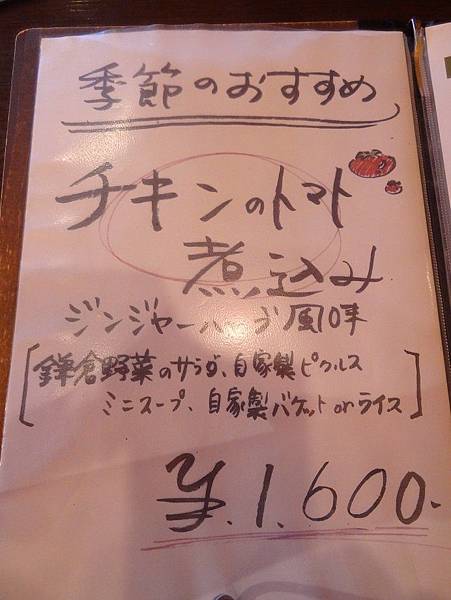 季節のおすすめ
チキンのトマト
煮込み
ジンジャーハーブ風味
[鎌倉野菜のサラダ、自家製ピクルス
ミニスープ、自家製バケットorライス]
¥.1.600.-